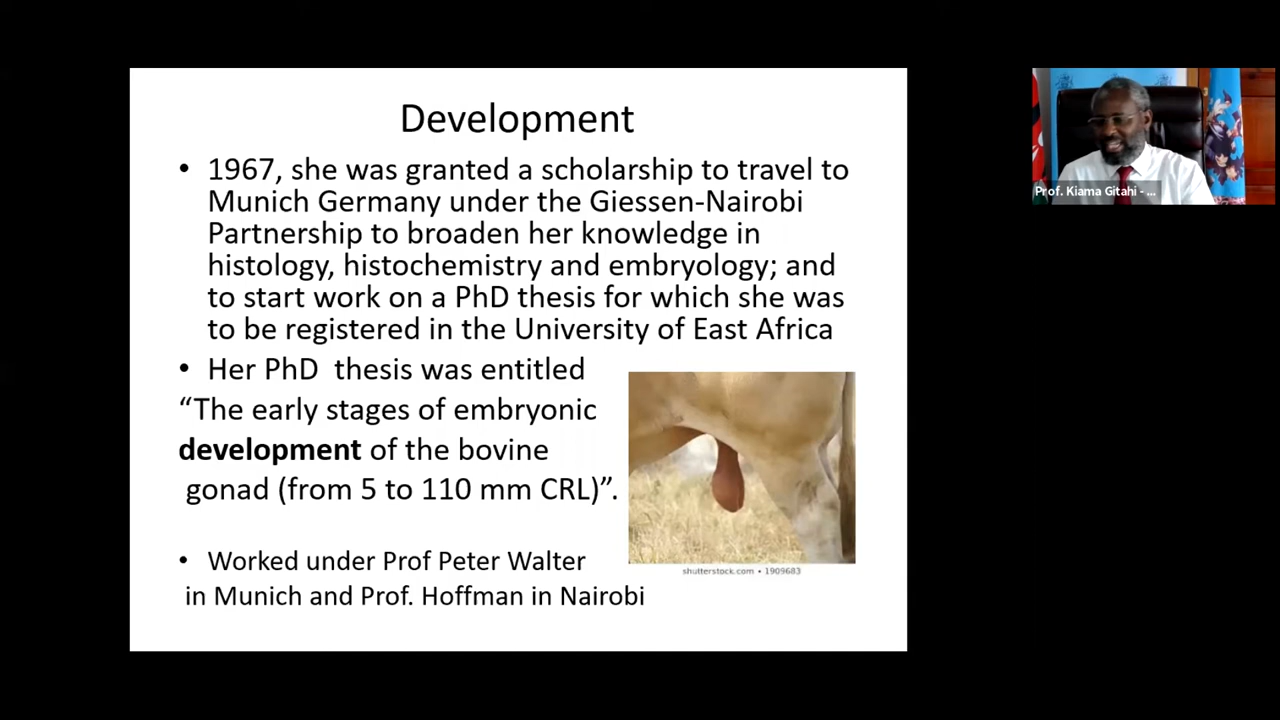 Development
• 1967, she was granted a scholarship to travel to
Munich Germany under the Giessen-Nairobi
Partnership to broaden her knowledge in
histology, histochemistry and embryology; and
to start work on a PhD thesis for which she was
to be registered in the University of East Africa
• Her PhD thesis was entitled
“The early stages of embryonic
development of the bovine
gonad (from 5 to 110 mm CRL)”.
shutterstock.com • 1909683
• Worked under Prof Peter Walter
in Munich and Prof. Hoffman in Nairobi
Prof. Kiama Gitahi - ...